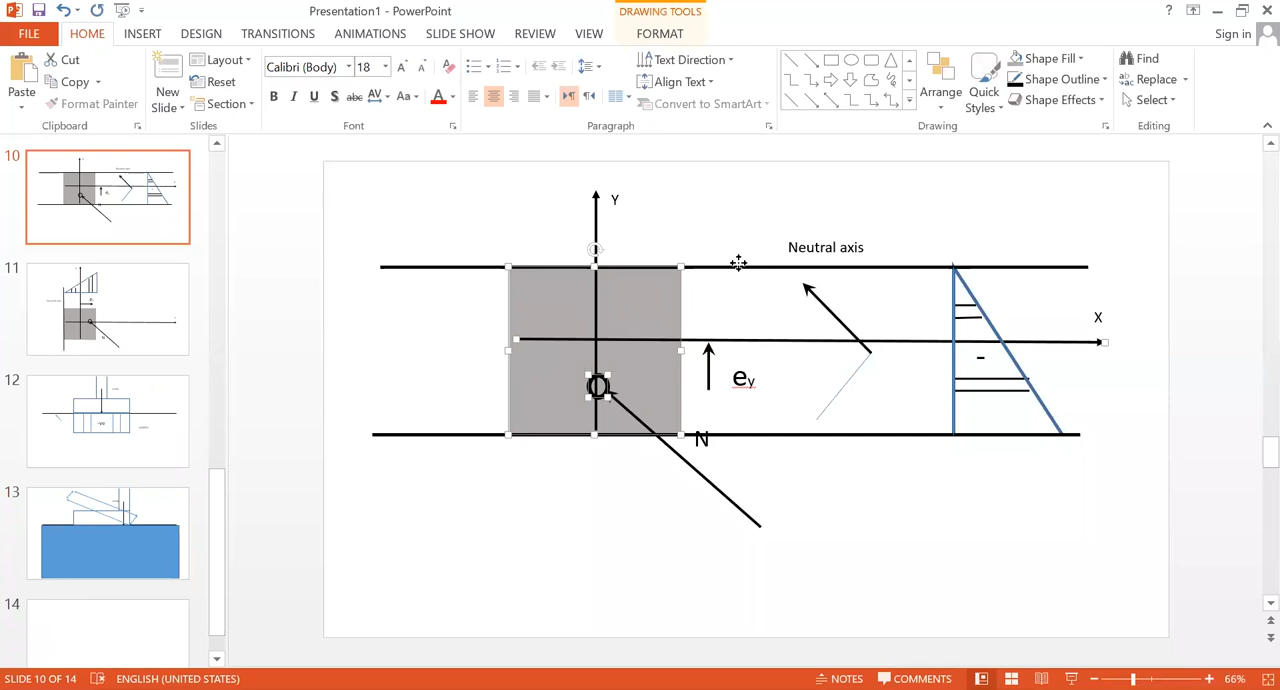 Presentation1 - PowerPoint
DRAWING TOOLS
?
FILE HOME INSERT DESIGN TRANSITIONS ANIMATIONS SLIDE SHOW REVIEW VIEW FORMAT Sign in
Paste
Cut
Copy
Format Painter
Clipboard
New
Slide
Layout
Reset
Section
Slides
Calibri (Body) 18
B I U S abc AV Aa A
Font
Text Direction
Align Text
Convert to SmartArt
Paragraph
Arrange
Quick
Styles
Shape Fill
Shape Outline
Shape Effects
Drawing
Find
Replace
Select
Editing
10
11
12
13
14
Y
Neutral axis
X
-
ey
N
SLIDE 10 OF 14 ENGLISH (UNITED STATES) NOTES COMMENTS 66%